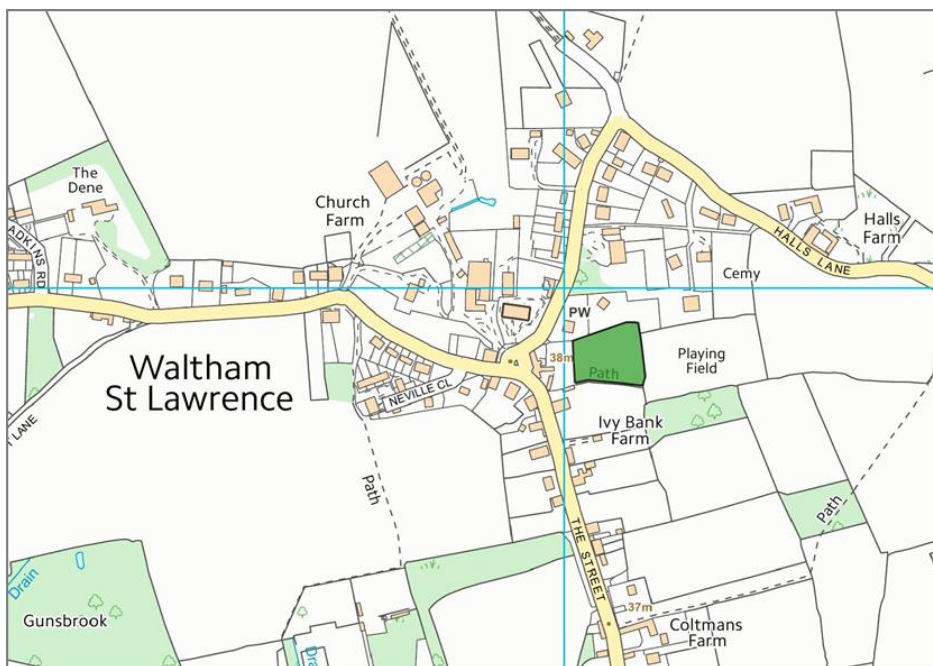 The
Dene
ADKINS RD
Church
Farm
HALLS LANE
Halls
Farm
Cemy
PW
38m
Path
Playing
Field
Waltham
St Lawrence
NEVILLE CL
LANE
Ivy Bank
Farm
Path
Path
THE STREET
Drain
Gunsbrook
Drain
37m
Coltmans
Farm